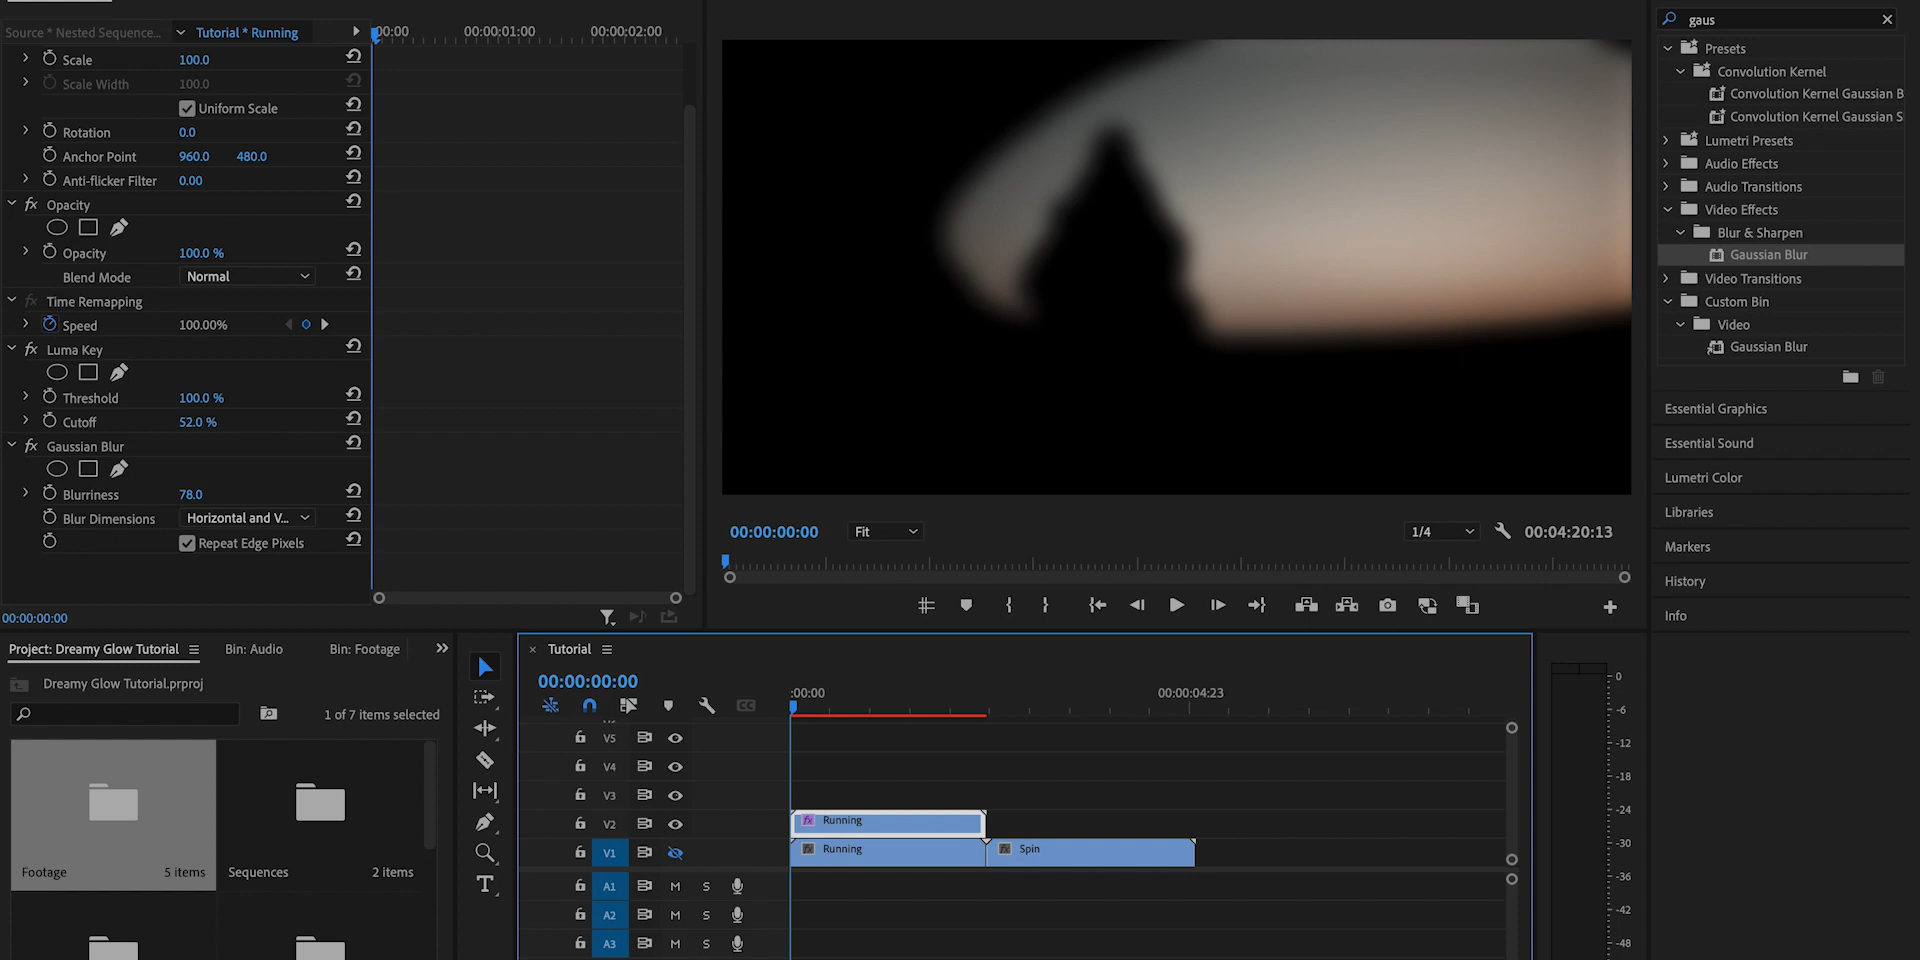 Source * Nested Sequence... Tutorial * Running
:00:00 00:00:01:00 00:00:02:00
Scale 100.0
Scale Width 100.0
Uniform Scale
Rotation 0.0
Anchor Point 960.0 480.0
Anti-flicker Filter 0.00
fx Opacity
Opacity 100.0 %
Blend Mode Normal
fx Time Remapping
Speed 100.00%
fx Luma Key
Threshold 100.0 %
Cutoff 52.0 %
fx Gaussian Blur
Blurriness 78.0
Blur Dimensions Horizontal and V...
Repeat Edge Pixels
00:00:00:00
00:00:00:00 Fit 1/4 00:04:20:13
gaus
Presets
Convolution Kernel
Convolution Kernel Gaussian B
Convolution Kernel Gaussian S
Lumetri Presets
Audio Effects
Audio Transitions
Video Effects
Blur & Sharpen
Gaussian Blur
Video Transitions
Custom Bin
Video
Gaussian Blur
Essential Graphics
Essential Sound
Lumetri Color
Libraries
Markers
History
Info
Project: Dreamy Glow Tutorial Bin: Audio Bin: Footage
Dreamy Glow Tutorial.prproj
1 of 7 items selected
Footage 5 items
Sequences 2 items
Tutorial
00:00:00:00
:00:00 00:00:04:23
V5
V4
V3
V2 fx Running
V1 fx Running fx Spin
A1 M S
A2 M S
A3 M S
0
-6
-12
-18
-24
-30
-36
-42
-48